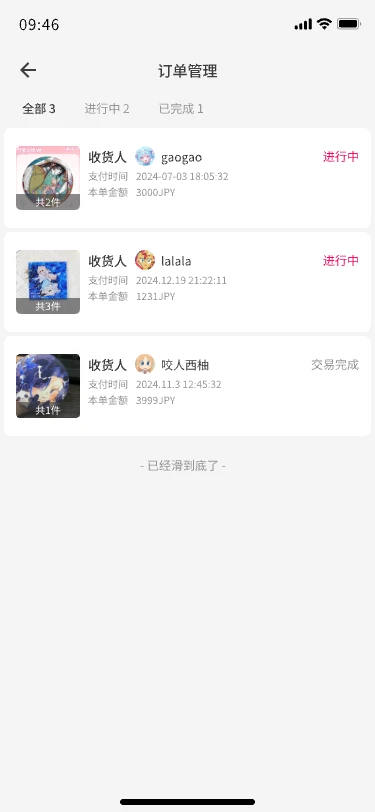 09:46
订单管理
全部 3 进行中 2 已完成 1
收货人 gaogao 进行中
支付时间 2024-07-03 18:05:32
本单金额 3000JPY
共2件
收货人 lalala 进行中
支付时间 2024.12.19 21:22:11
本单金额 1231JPY
共3件
收货人 咬人西柚 交易完成
支付时间 2024.11.3 12:45:32
本单金额 3999JPY
共1件
- 已经滑到底了 -